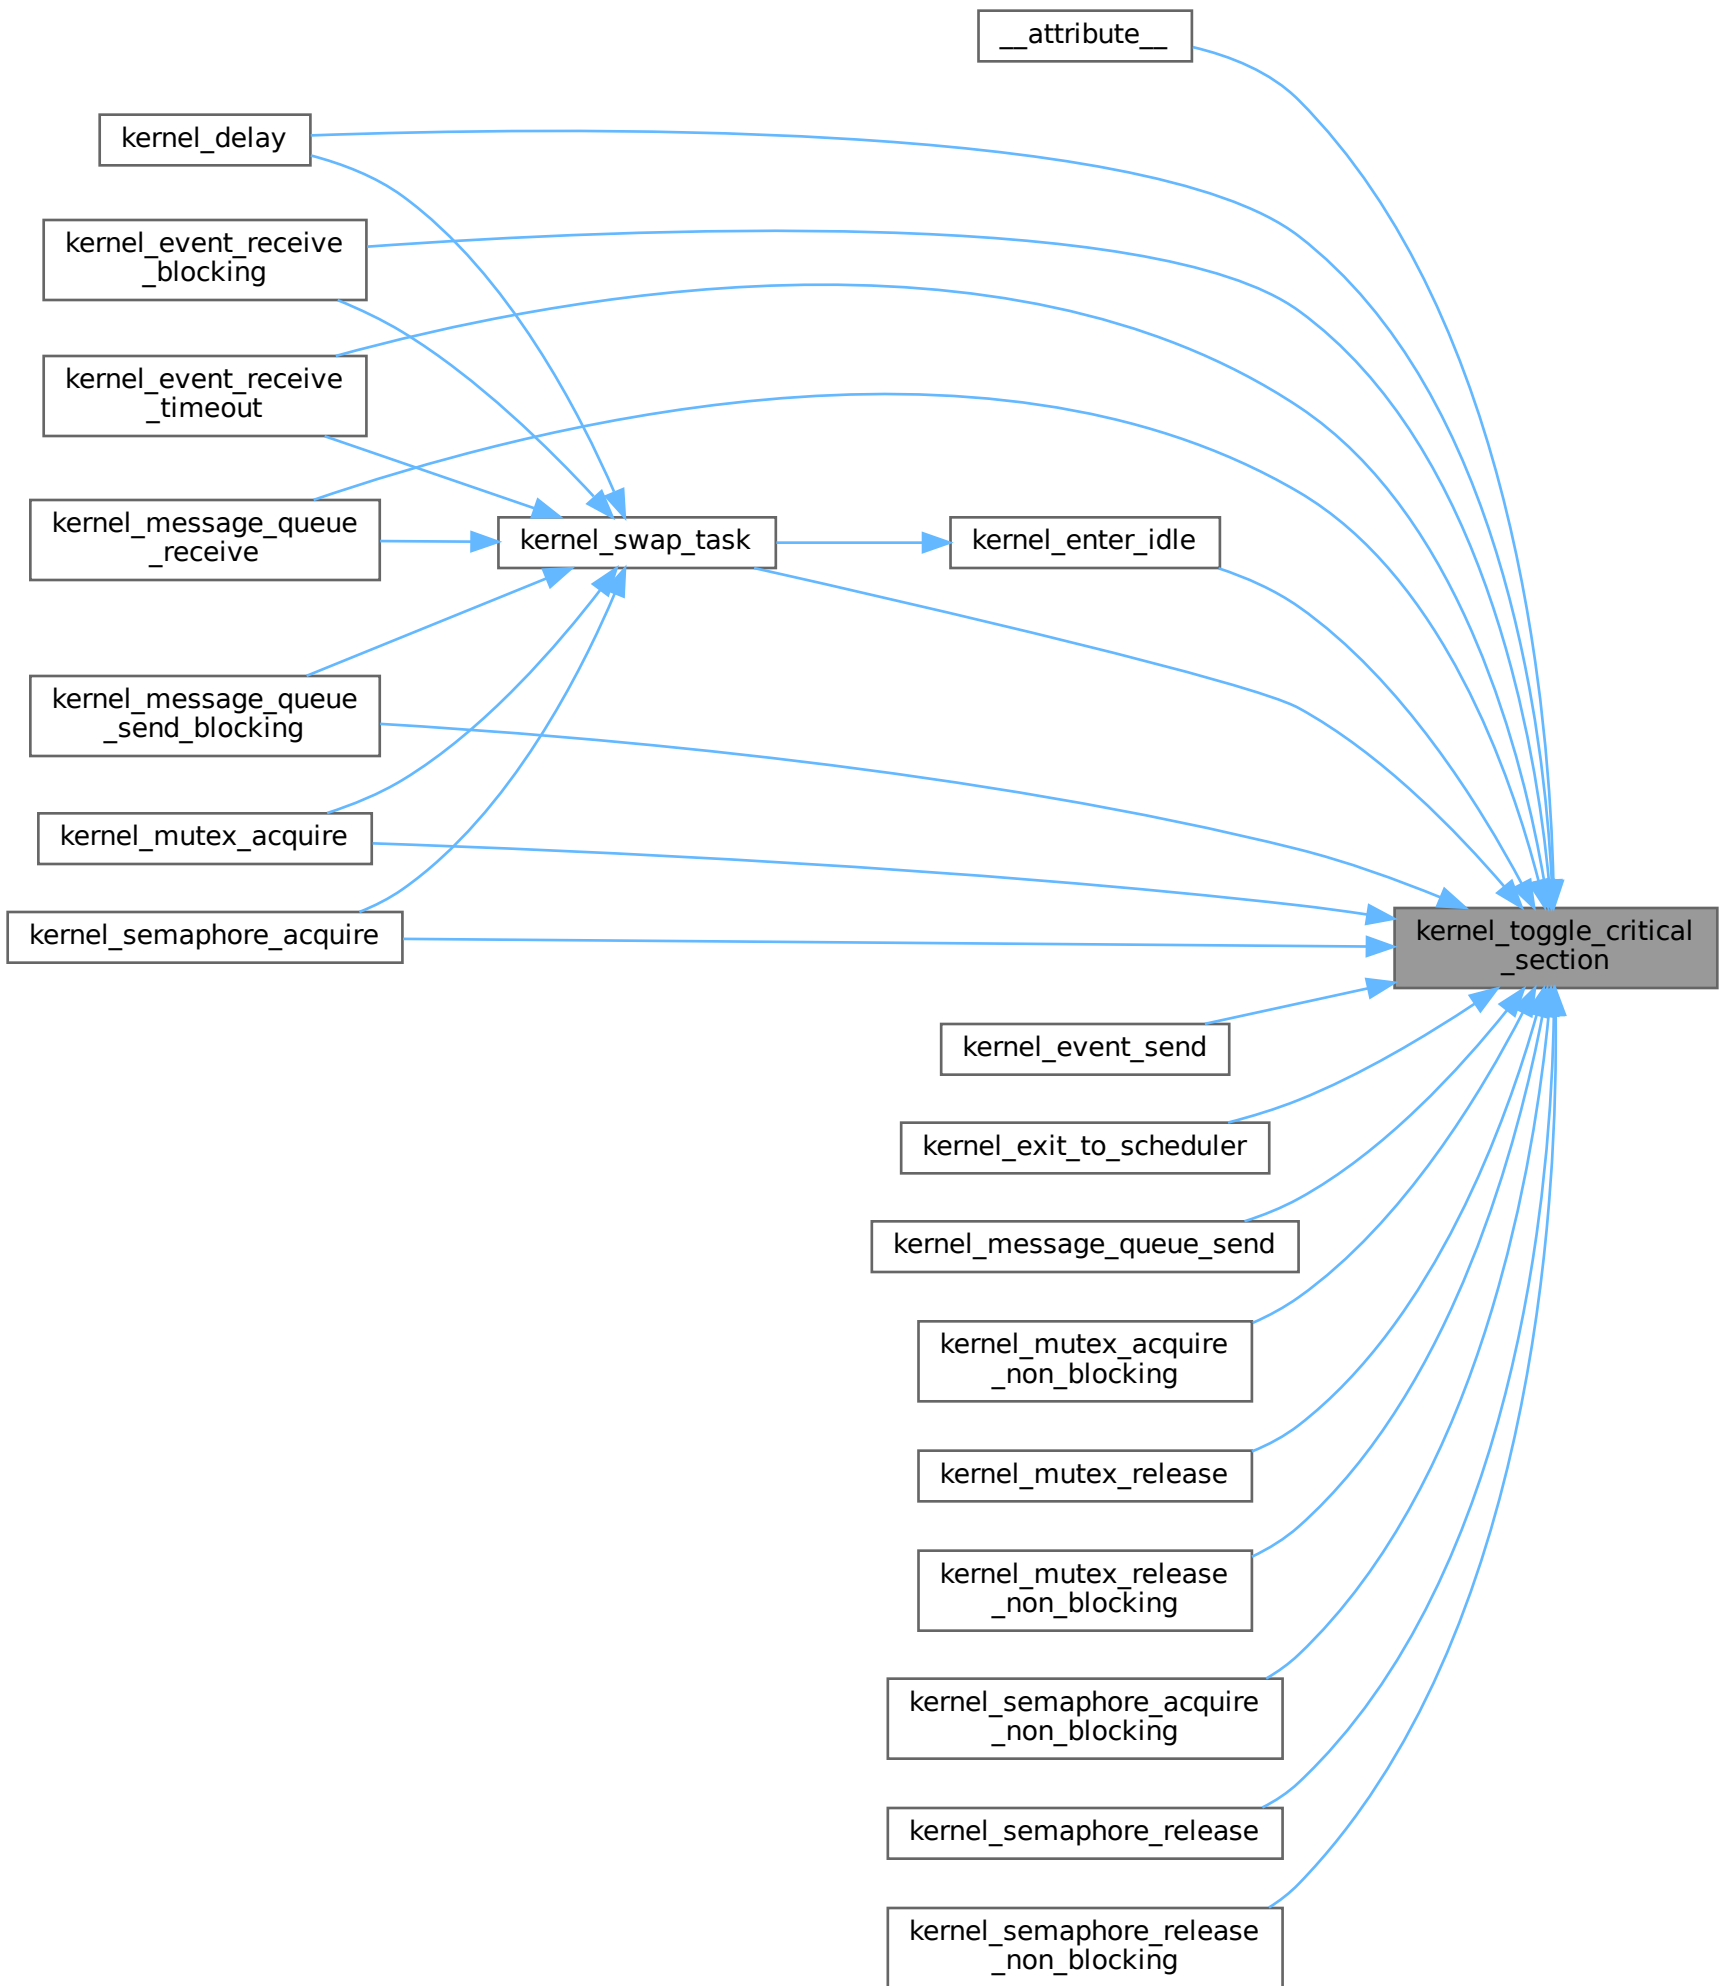 __attribute__
kernel_delay
kernel_event_receive
_blocking
kernel_event_receive
_timeout
kernel_message_queue
_receive
kernel_swap_task
kernel_enter_idle
kernel_message_queue
_send_blocking
kernel_mutex_acquire
kernel_semaphore_acquire
kernel_toggle_critical
_section
kernel_event_send
kernel_exit_to_scheduler
kernel_message_queue_send
kernel_mutex_acquire
_non_blocking
kernel_mutex_release
kernel_mutex_release
_non_blocking
kernel_semaphore_acquire
_non_blocking
kernel_semaphore_release
kernel_semaphore_release
_non_blocking